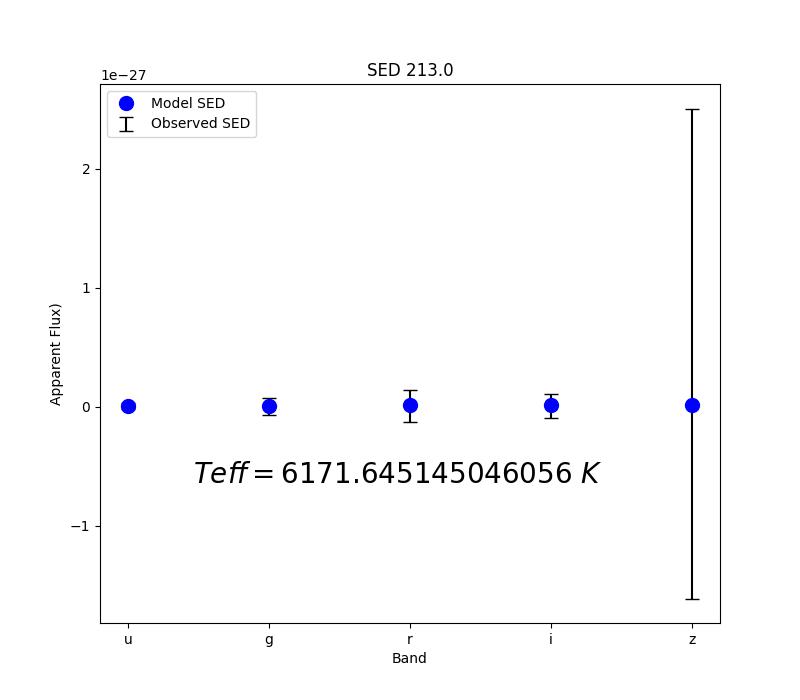 SED 213.0
1e−27
Model SED
Observed SED
2
1
0
−1
Apparent Flux)
Teff = 6171.645145046056 K
u g r i z
Band